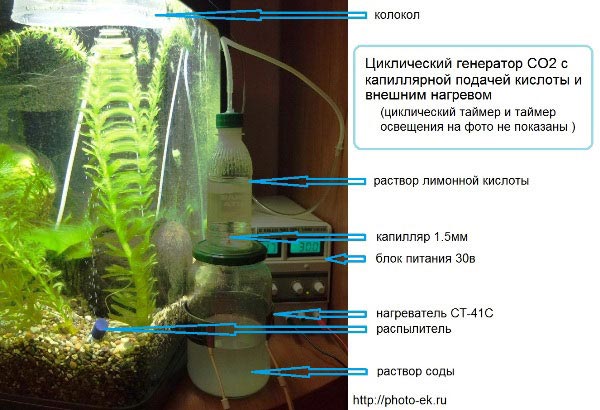 колокол
Циклический генератор СО2 с
капиллярной подачей кислоты и
внешним нагревом
(циклический таймер и таймер
освещения на фото не показаны )
раствор лимонной кислоты
капилляр 1.5мм
блок питания 30в
нагреватель СТ-41С
распылитель
раствор соды
http://photo-ek.ru